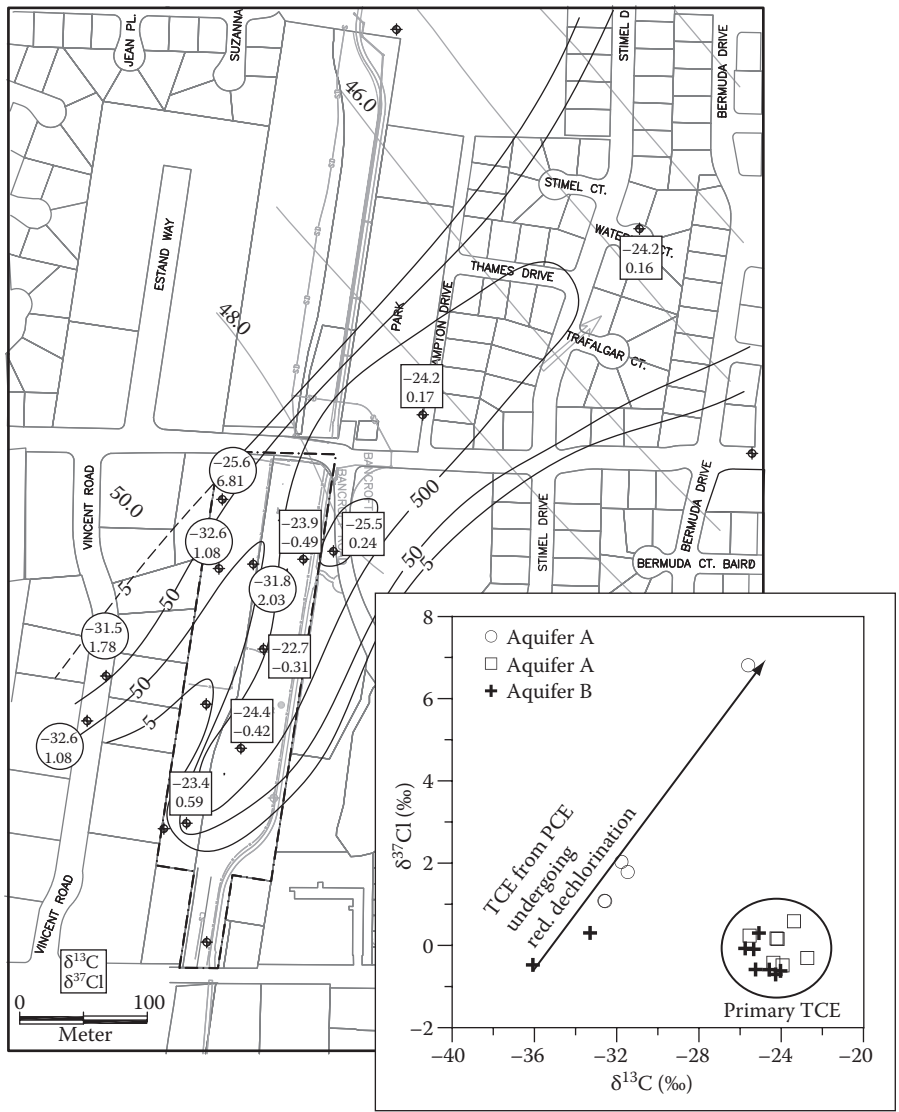 JEAN PL.
SUZANNA
STIMEL D
BERMUDA DRIVE
46.0
STIMEL CT.
ESTAND WAY
−24.2
0.16
THAMES DRIVE
48.0
PARK
AMPTON DRIVE
TRAFALGAR CT.
−24.2
0.17
−25.6
6.81
VINCENT ROAD
50.0
BANCROFT
500
STIMEL DRIVE
BERMUDA DRIVE
−32.6
1.08
−23.9
−0.49
−25.5
0.24
50
5
BERMUDA CT. BAIRD
5
50
−31.8
2.03
−31.5
1.78
−22.7
−0.31
50
5
−24.4
−0.42
−32.6
1.08
−23.4
0.59
VINCENT ROAD
δ13C
δ37Cl
0 100
Meter
8
6
4
2
0
−2
δ37Cl (‰)
Aquifer A
Aquifer A
Aquifer B
TCE from PCE
undergoing
red. dechlorination
Primary TCE
−40 −36 −32 −28 −24 −20
δ13C (‰)